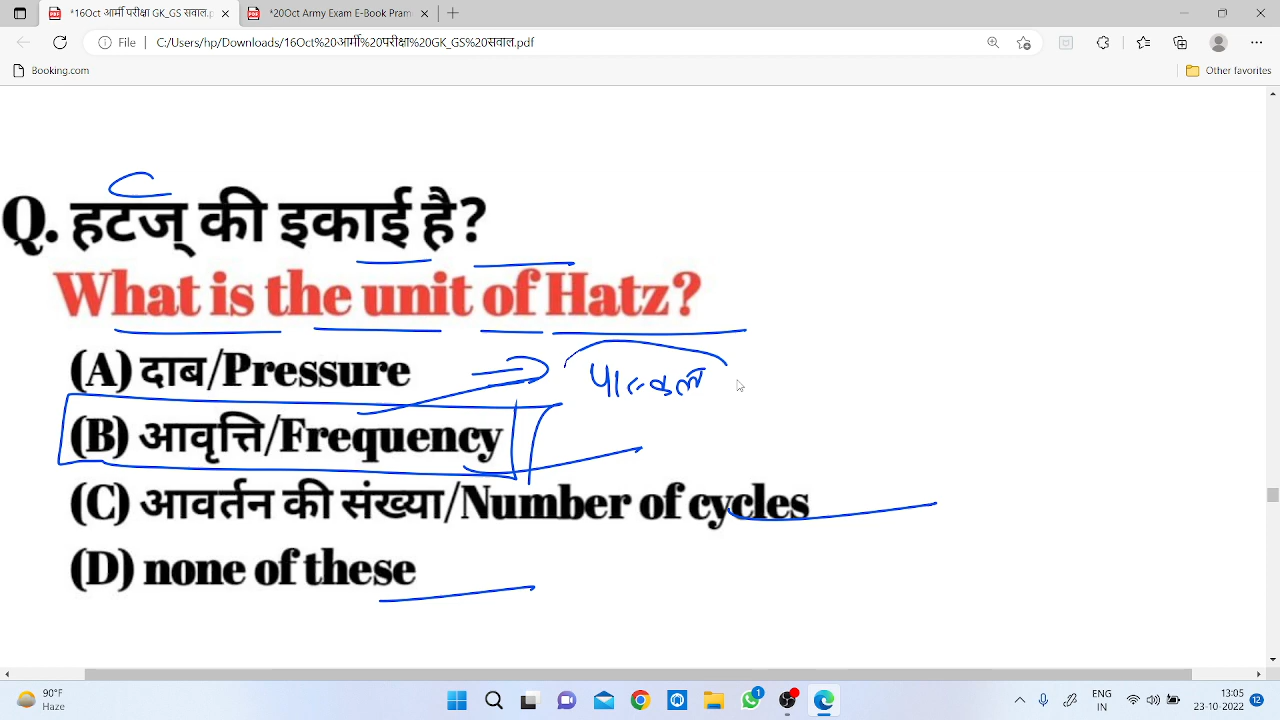 *16Oct आर्मी परीक्षा GK_GS सवाल.p
*20Oct Army Exam E-Book Pram
File
C:/Users/hp/Downloads/16Oct%20आर्मी%20परीक्षा%20GK_GS%20सवाल.pdf
Booking.com
Other favorites
Q. हटज् की इकाई है?
What is the unit of Hatz?
(A) दाब/Pressure
(B) आवृत्ति/Frequency
(C) आवर्तन की संख्या/Number of cycles
(D) none of these
90°F
Haze
1
ENG
IN
13:05
23-10-2022
12